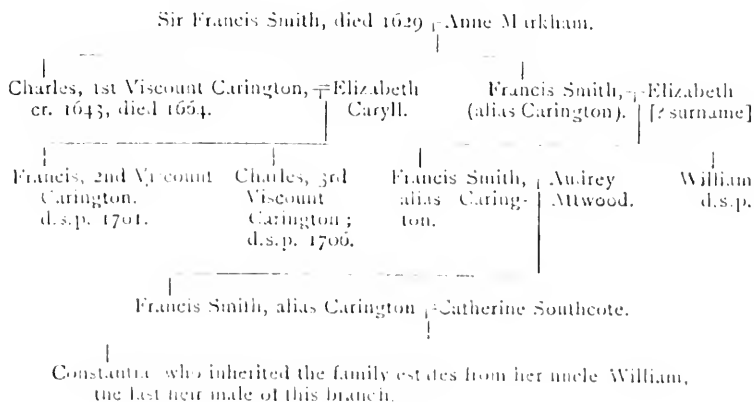 Sir Francis Smith, died 1629 Anne Markham.
Charles, 1st Viscount Carington, Elizabeth Francis Smith, Elizabeth
cr. 1643, died 1664. Caryll. (alias Carington). [? surname]
Francis, 2nd Viscount Charles, 3rd Francis Smith, Audrey William
Carington. Viscount alias Caring- Attwood. d.s.p.
d.s.p. 1701. Carington; ton.
d.s.p. 1706.
Francis Smith, alias Carington Catherine Southcote.
Constantia who inherited the family estates from her uncle William,
the last heir male of this branch.